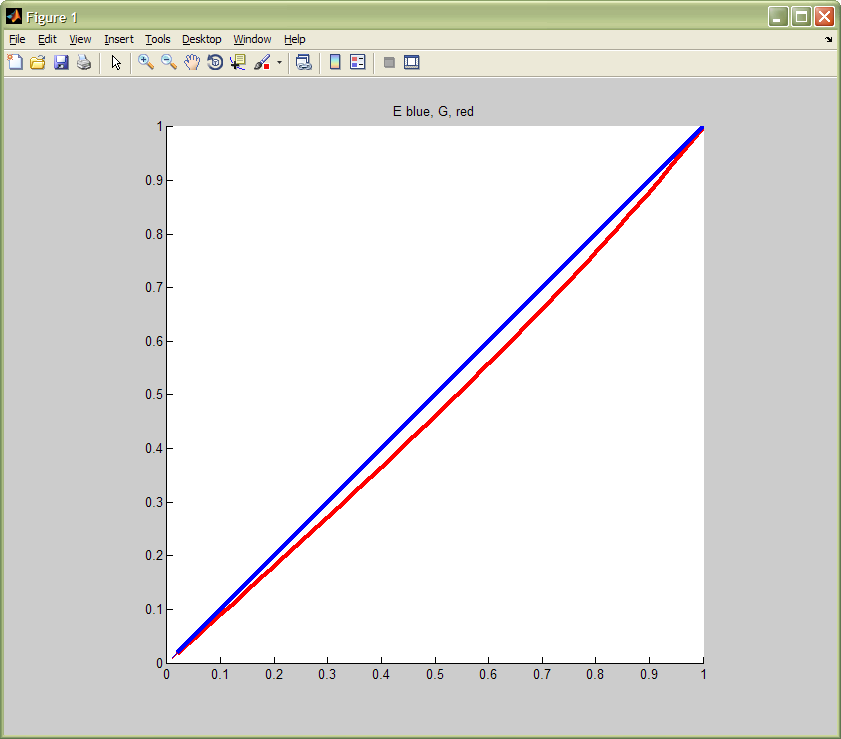 Figure 1
File Edit View Insert Tools Desktop Window Help
E blue, G, red
1
0.9
0.8
0.7
0.6
0.5
0.4
0.3
0.2
0.1
0
0 0.1 0.2 0.3 0.4 0.5 0.6 0.7 0.8 0.9 1